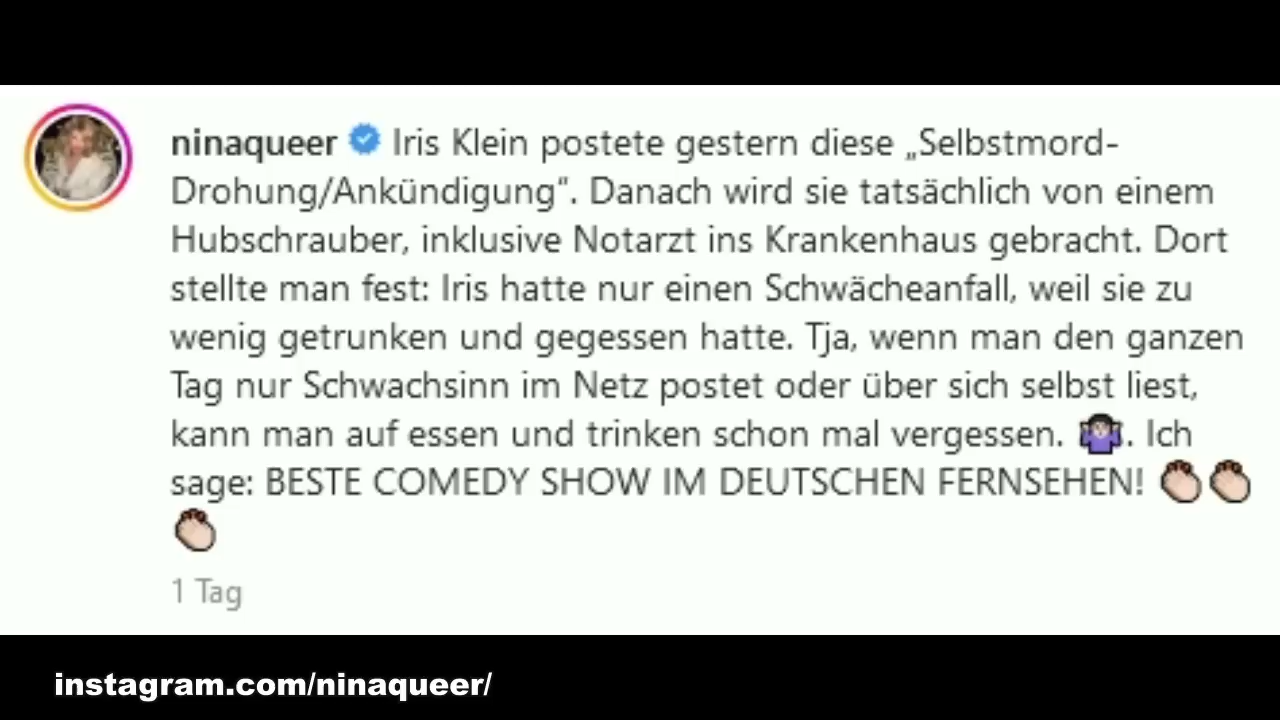 ninaqueer Iris Klein postete gestern diese „Selbstmord-
Drohung/Ankündigung“. Danach wird sie tatsächlich von einem
Hubschrauber, inklusive Notarzt ins Krankenhaus gebracht. Dort
stellte man fest: Iris hatte nur einen Schwächeanfall, weil sie zu
wenig getrunken und gegessen hatte. Tja, wenn man den ganzen
Tag nur Schwachsinn im Netz postet oder über sich selbst liest,
kann man auf essen und trinken schon mal vergessen. 🤷🏻‍♀️. Ich
sage: BESTE COMEDY SHOW IM DEUTSCHEN FERNSEHEN! 👏🏻👏🏻
👏🏻
1 Tag
instagram.com/ninaqueer/